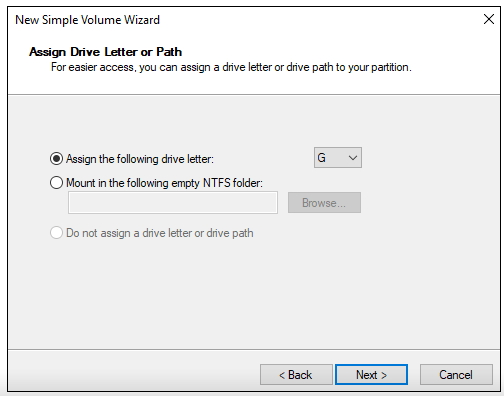 New Simple Volume Wizard
Assign Drive Letter or Path
For easier access, you can assign a drive letter or drive path to your partition.
Assign the following drive letter: G
Mount in the following empty NTFS folder:
Browse...
Do not assign a drive letter or drive path
< Back Next > Cancel